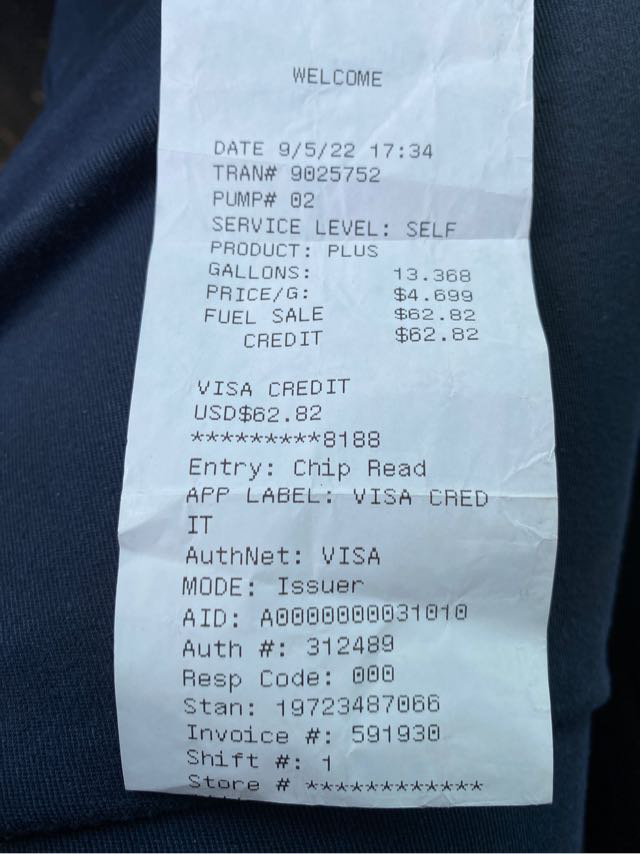 WELCOME
DATE 9/5/22 17:34
TRAN# 9025752
PUMP# 02
SERVICE LEVEL: SELF
PRODUCT: PLUS
GALLONS: 13.368
PRICE/G: $4.699
FUEL SALE $62.82
CREDIT $62.82
VISA CREDIT
USD$62.82
*********8188
Entry: Chip Read
APP LABEL: VISA CRED
IT
AuthNet: VISA
MODE: Issuer
AID: A0000000031010
Auth #: 312489
Resp Code: 000
Stan: 19723487066
Invoice #: 591930
Shift #: 1
Store # ************